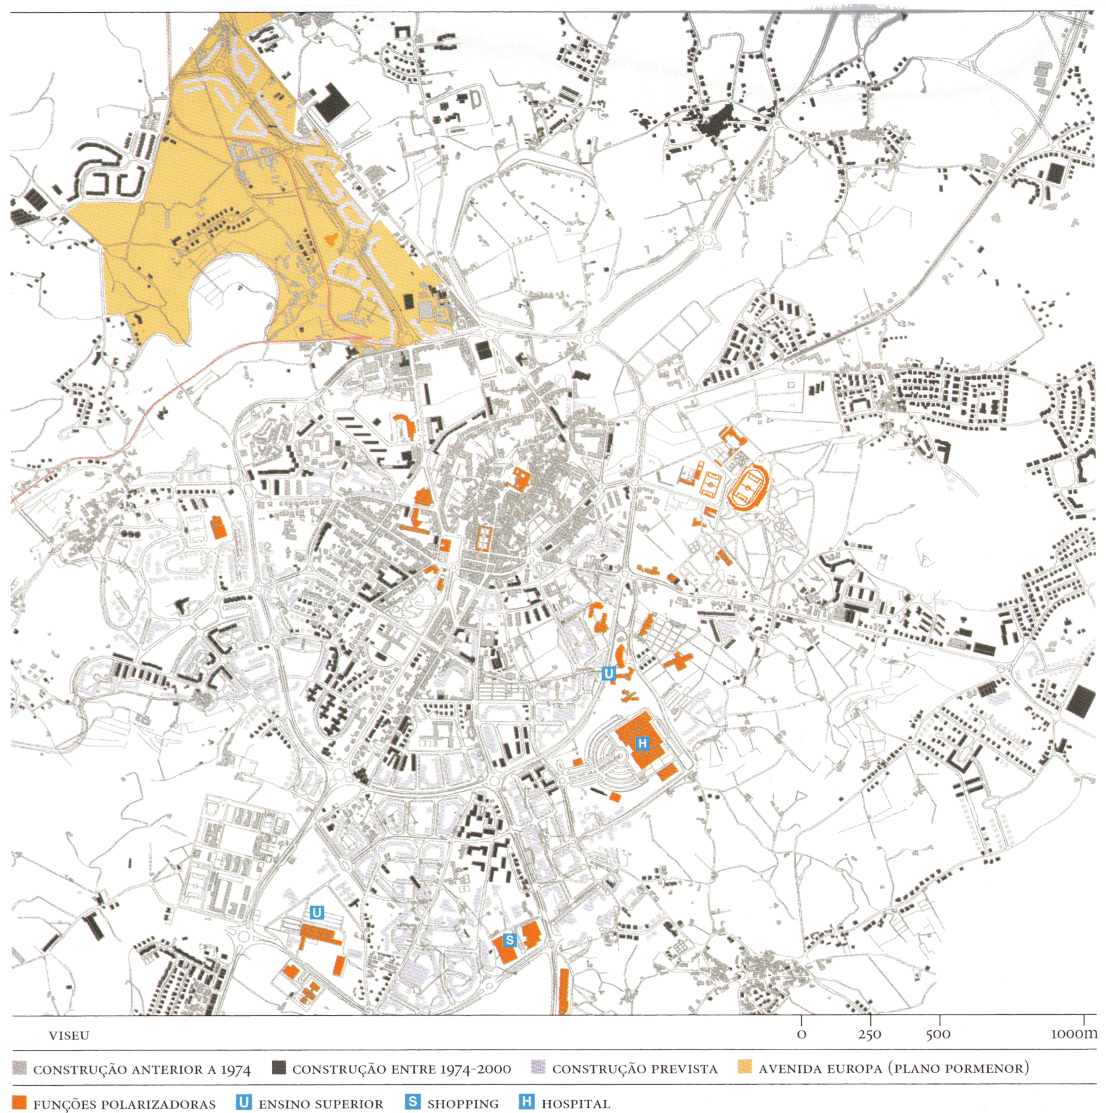 U
H
U
S
VISEU
0 250 500 1000m
CONSTRUÇÃO ANTERIOR A 1974 CONSTRUÇÃO ENTRE 1974-2000 CONSTRUÇÃO PREVISTA AVENIDA EUROPA (PLANO PORMENOR)
FUNÇÕES POLARIZADORAS U ENSINO SUPERIOR S SHOPPING H HOSPITAL